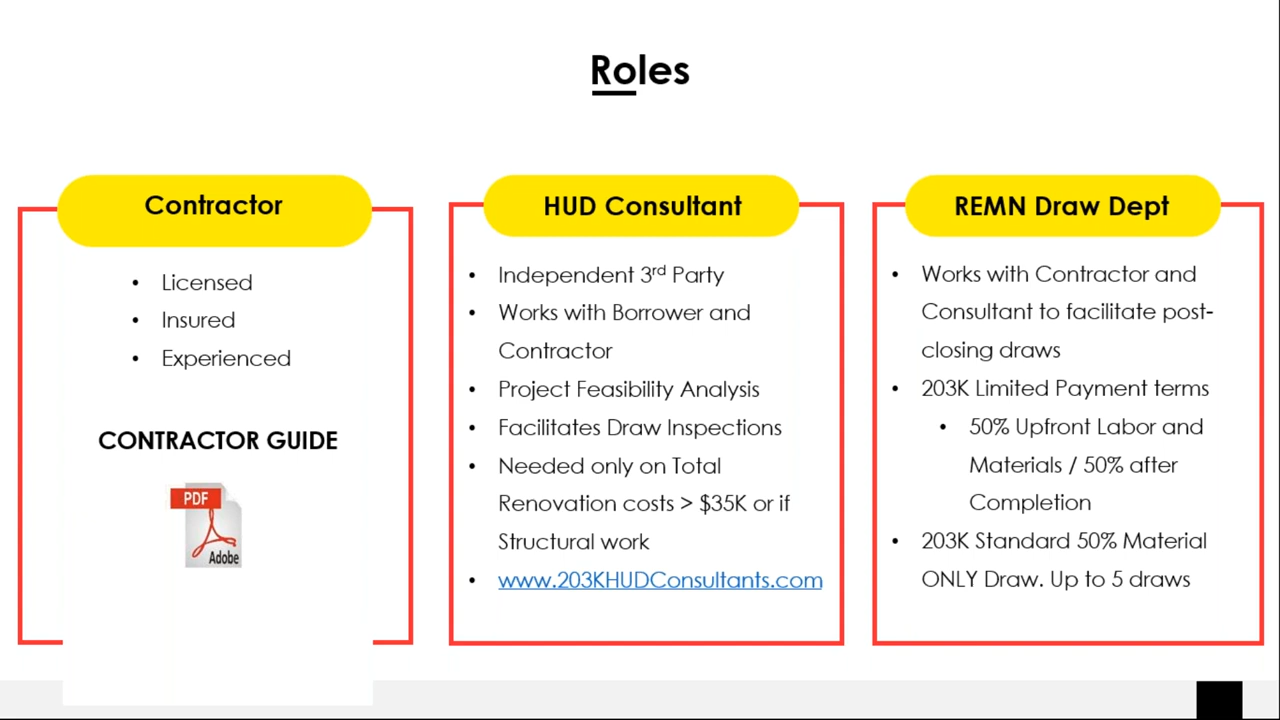 Roles
Contractor
• Licensed
• Insured
• Experienced
CONTRACTOR GUIDE
PDF
Adobe
HUD Consultant
• Independent 3rd Party
• Works with Borrower and
Contractor
• Project Feasibility Analysis
• Facilitates Draw Inspections
• Needed only on Total
Renovation costs > $35K or if
Structural work
• www.203KHUDConsultants.com
REMN Draw Dept
• Works with Contractor and
Consultant to facilitate post-
closing draws
• 203K Limited Payment terms
• 50% Upfront Labor and
Materials / 50% after
Completion
• 203K Standard 50% Material
ONLY Draw. Up to 5 draws